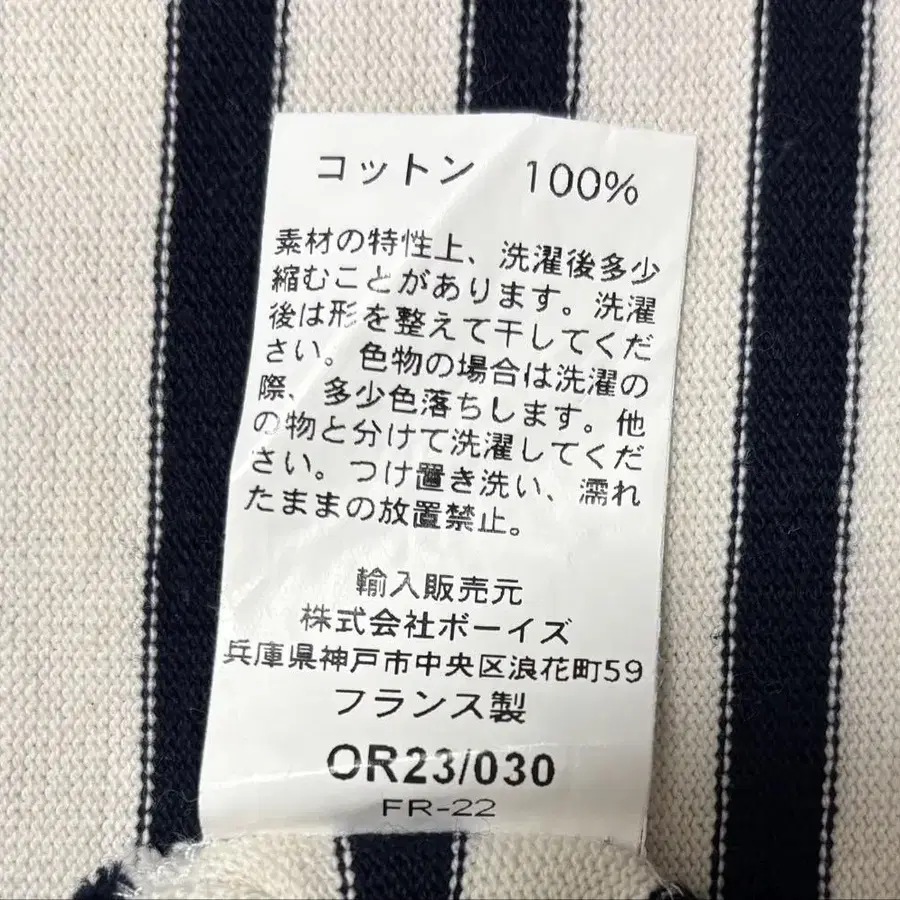 コットン 100%
素材の特性上、洗濯後多少
縮むことがあります。洗濯
後は形を整えて干してくだ
さい。色物の場合は洗濯の
際、多少色落ちします。他
の物と分けて洗濯してくだ
さい。つけ置き洗い、濡れ
たままの放置禁止。
輸入販売元
株式会社ボーイズ
兵庫県神戸市中央区浪花町59
フランス製
OR23/030
FR-22